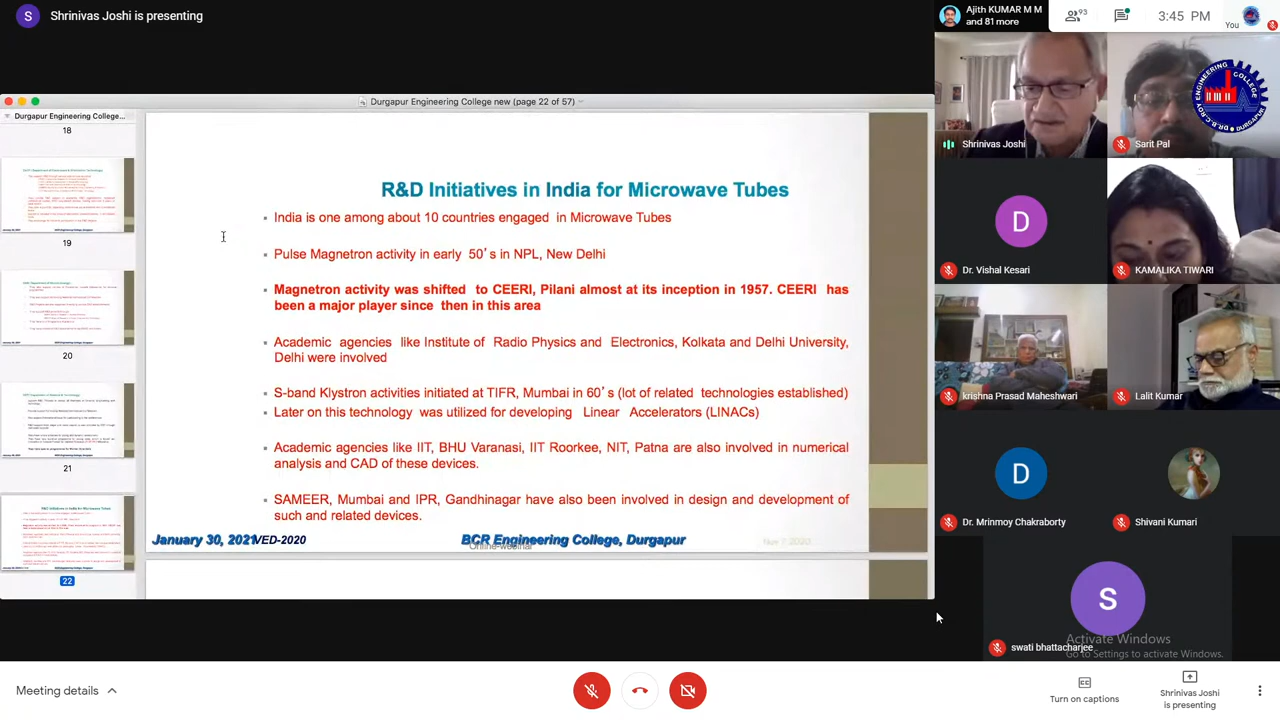 S
Shrinivas Joshi is presenting
Ajith KUMAR M M
and 81 more
93
3:45 PM
You
Durgapur Engineering College new (page 22 of 57)
Durgapur Engineering College...
18
19
20
21
22
R&D Initiatives in India for Microwave Tubes
India is one among about 10 countries engaged in Microwave Tubes
Pulse Magnetron activity in early 50's in NPL, New Delhi
Magnetron activity was shifted to CEERI, Pilani almost at its inception in 1957. CEERI has
been a major player since then in this area
Academic agencies like Institute of Radio Physics and Electronics, Kolkata and Delhi University,
Delhi were involved
S-band Klystron activities initiated at TIFR, Mumbai in 60's (lot of related technologies established)
Later on this technology was utilized for developing Linear Accelerators (LINACs)
Academic agencies like IIT, BHU Varanasi, IIT Roorkee, NIT, Patna are also involved in numerical
analysis and CAD of these devices.
SAMEER, Mumbai and IPR, Gandhinagar have also been involved in design and development of
such and related devices.
January 30, 2021
VED-2020
BCR Engineering College, Durgapur
Online-webinar
Nov 7, 2020
Shrinivas Joshi
Sarit Pal
D
Dr. Vishal Kesari
KAMALIKA TIWARI
krishna Prasad Maheshwari
Lalit Kumar
D
Dr. Mrinmoy Chakraborty
Shivani Kumari
S
swati bhattacharjee
Activate Windows
Go to Settings to activate Windows.
Meeting details
Turn on captions
Shrinivas Joshi
is presenting